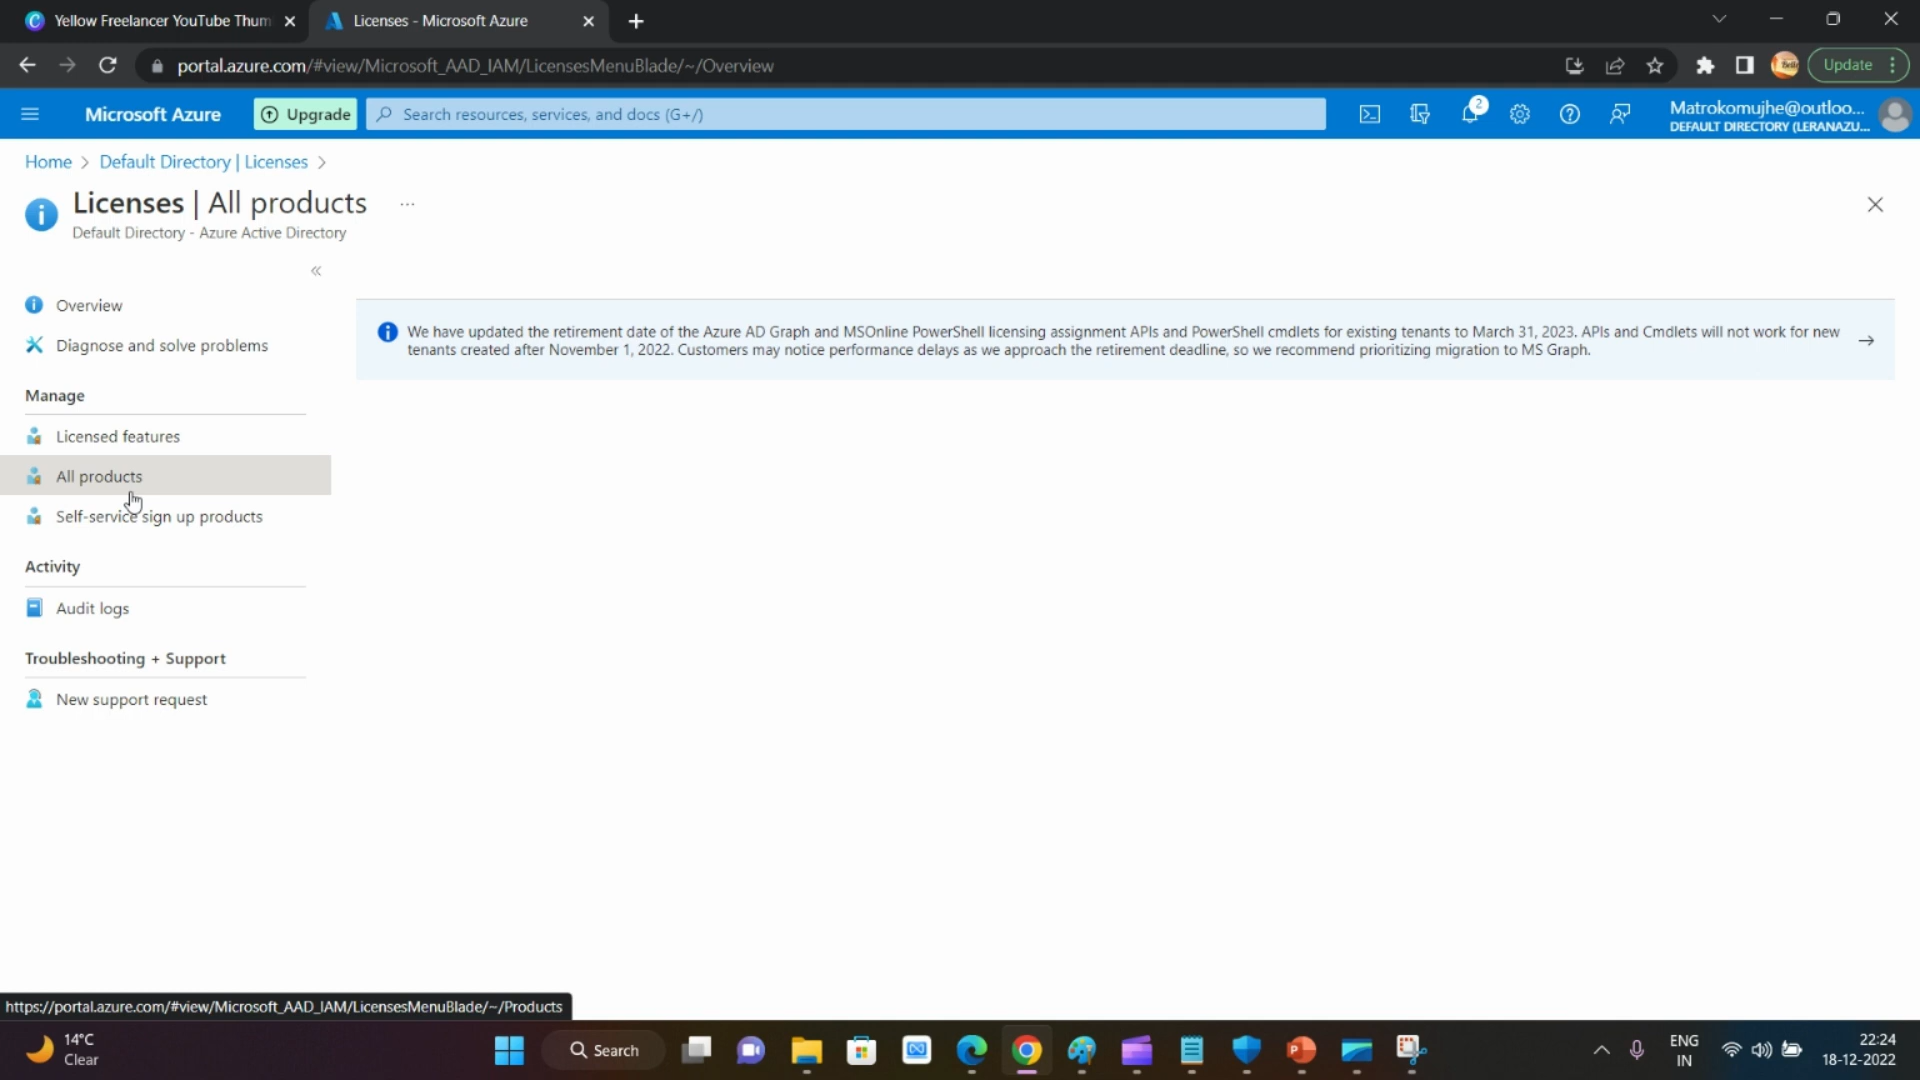 Yellow Freelancer YouTube Thum
Licenses - Microsoft Azure
portal.azure.com/#view/Microsoft_AAD_IAM/LicensesMenuBlade/~/Overview
Update
Microsoft Azure
Upgrade
Search resources, services, and docs (G+/)
2
Matrokomujhe@outloo...
DEFAULT DIRECTORY (LERANAZU...
Home > Default Directory | Licenses >
Licenses | All products ...
Default Directory - Azure Active Directory
«
Overview
Diagnose and solve problems
Manage
Licensed features
All products
Self-service sign up products
Activity
Audit logs
Troubleshooting + Support
New support request
We have updated the retirement date of the Azure AD Graph and MSOnline PowerShell licensing assignment APIs and PowerShell cmdlets for existing tenants to March 31, 2023. APIs and Cmdlets will not work for new
tenants created after November 1, 2022. Customers may notice performance delays as we approach the retirement deadline, so we recommend prioritizing migration to MS Graph.
https://portal.azure.com/#view/Microsoft_AAD_IAM/LicensesMenuBlade/~/Products
14°C
Clear
Search
ENG
IN
22:24
18-12-2022